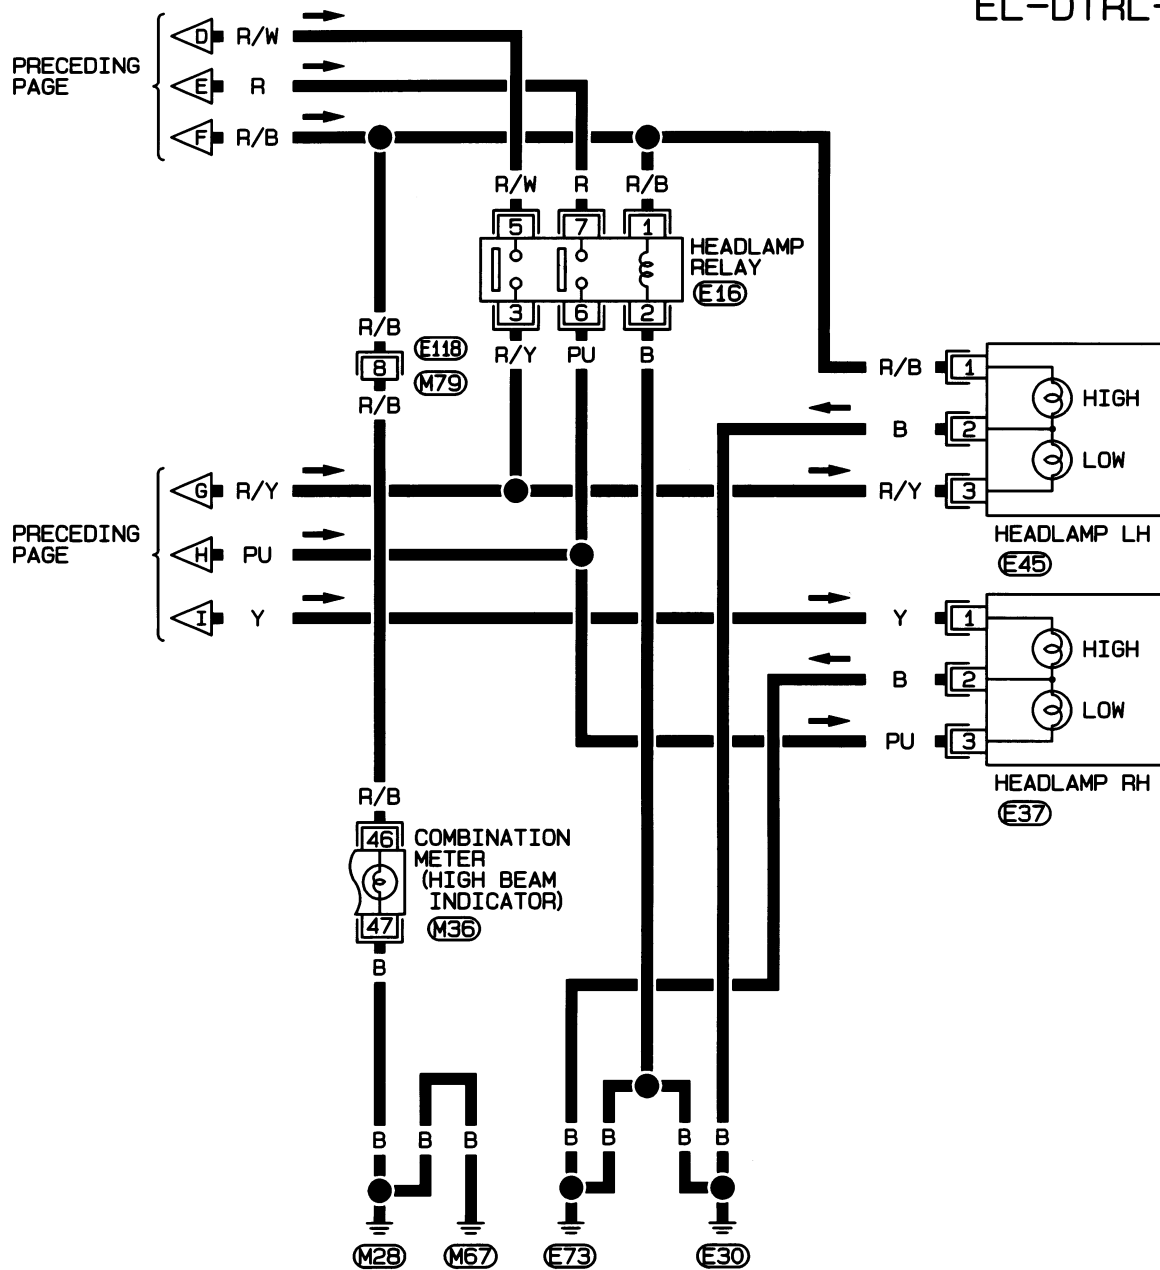 EL-DTRL-
PRECEDING
PAGE
D R/W
E R
F R/B
R/W R R/B
5 7 1
HEADLAMP
RELAY
E16
3 6 2
R/Y PU B
R/B
8
E118
M79
R/B
R/B 1
HIGH
B 2
LOW
R/Y 3
HEADLAMP LH
E45
PRECEDING
PAGE
G R/Y
H PU
I Y
Y 1
HIGH
B 2
LOW
PU 3
HEADLAMP RH
E37
R/B
46
COMBINATION
METER
(HIGH BEAM
INDICATOR)
47
M36
B
B B B B B B B
M28 M67 E73 E30